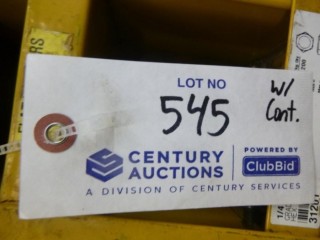 LOT NO
545
W/
Cont.
CENTURY
AUCTIONS
POWERED BY
ClubBid
A DIVISION OF CENTURY SERVICES